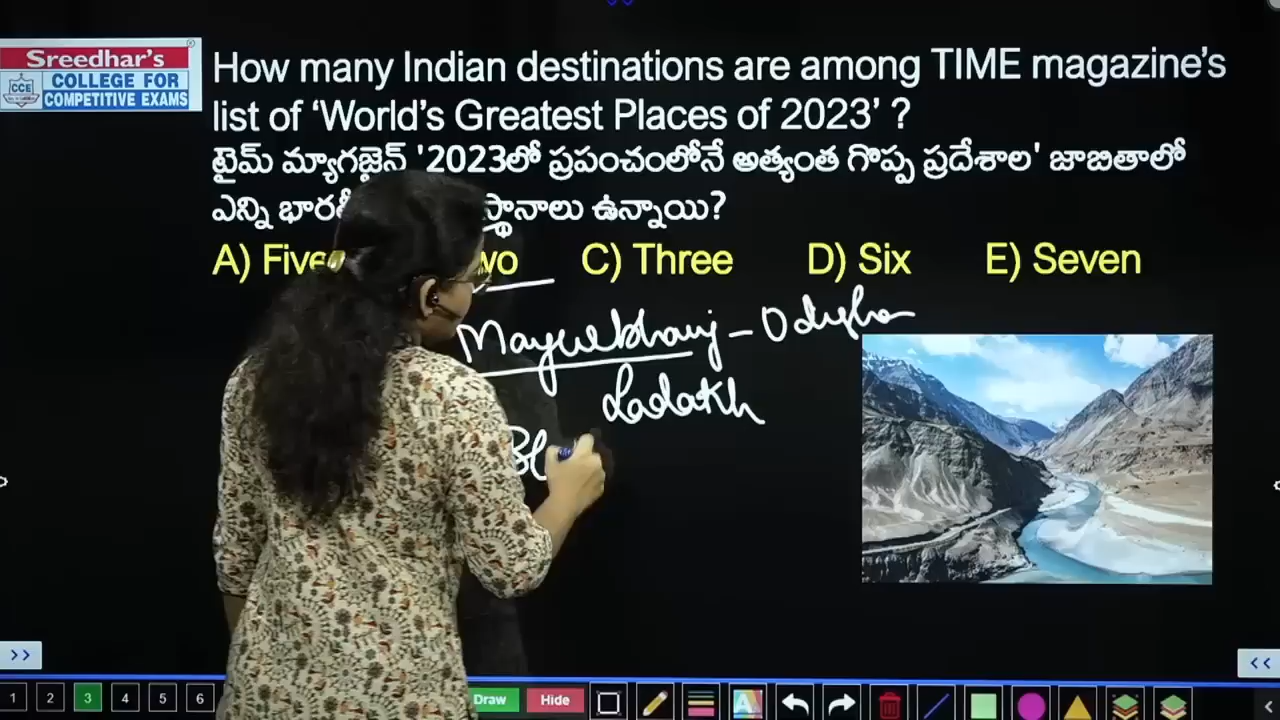 Sreedhar's
CCE
COLLEGE FOR
COMPETITIVE EXAMS
How many Indian destinations are among TIME magazine's
list of 'World's Greatest Places of 2023' ?
టైమ్ మ్యాగజైన్ '2023లో ప్రపంచంలోనే అత్యంత గొప్ప ప్రదేశాల' జాబితాలో
ఎన్ని ఉన్నాయి?
A) Five C) Three D) Six E) Seven
Mayurbhanj - Odisha
Ladakh
>> <<
1 2 3 4 5 6 Draw Hide